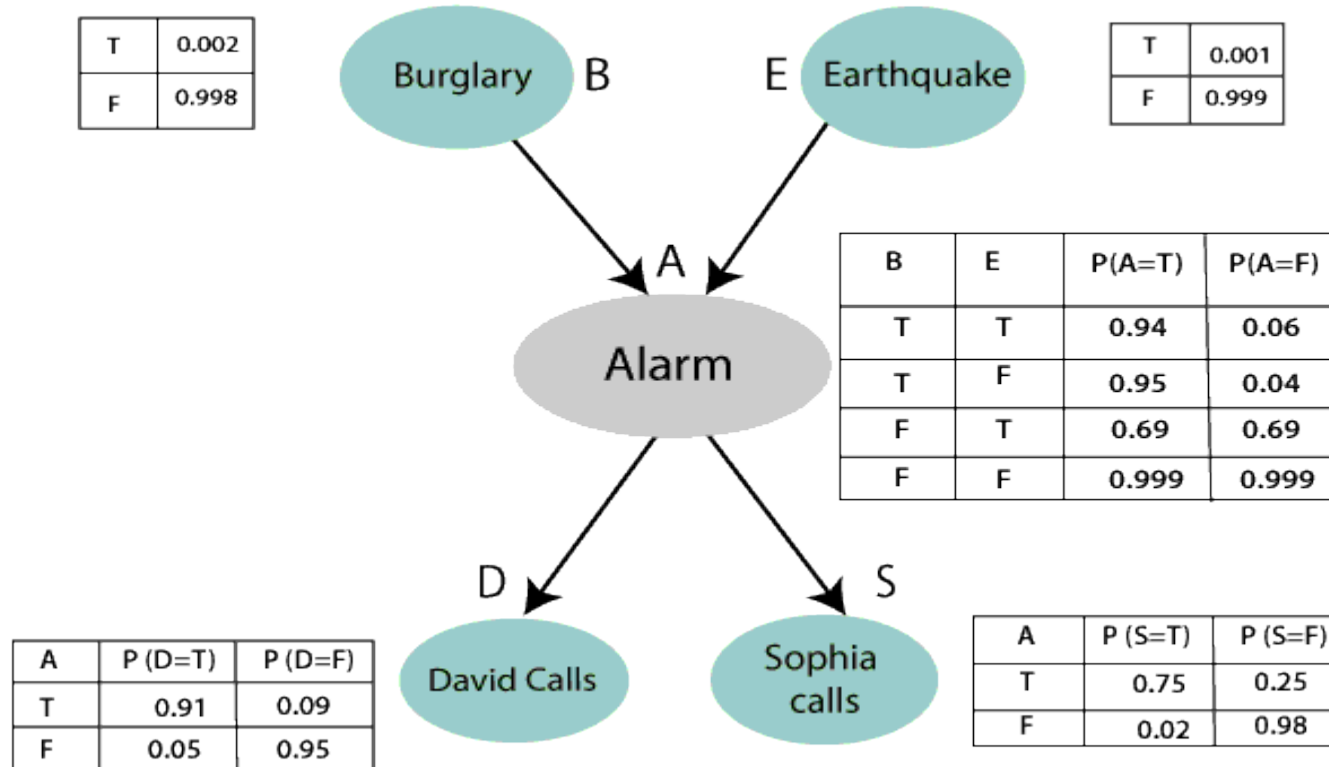 T 0.002
F 0.998
Burglary B
E Earthquake
T 0.001
F 0.999
A
Alarm
B E P(A=T) P(A=F)
T T 0.94 0.06
T F 0.95 0.04
F T 0.69 0.69
F F 0.999 0.999
D
S
A P (D=T) P (D=F)
T 0.91 0.09
F 0.05 0.95
David Calls
Sophia
calls
A P (S=T) P (S=F)
T 0.75 0.25
F 0.02 0.98